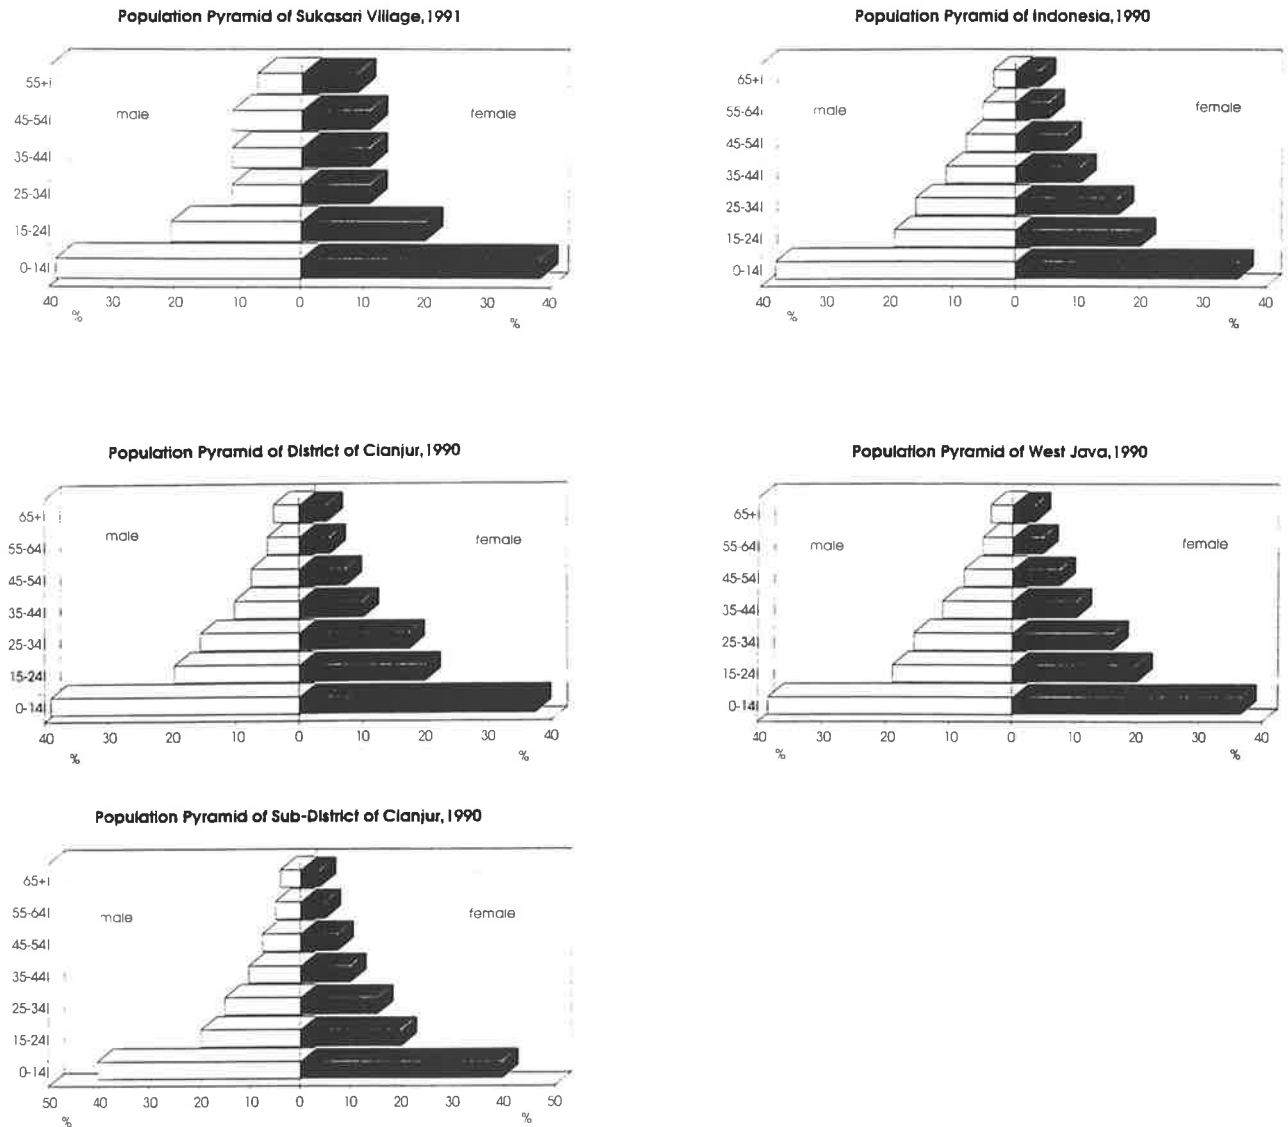 Population Pyramid of Sukasari Village,1991
55+
45-54
35-44
25-34
15-24
0-14
male
female
40 30 20 10 0 10 20 30 40
%
%
Population Pyramid of Indonesia,1990
65+
55-64
45-54
35-44
25-34
15-24
0-14
male
female
40 30 20 10 0 10 20 30 40
%
%
Population Pyramid of District of Cianjur,1990
65+
55-64
45-54
35-44
25-34
15-24
0-14
male
female
40 30 20 10 0 10 20 30 40
%
%
Population Pyramid of West Java,1990
65+
55-64
45-54
35-44
25-34
15-24
0-14
male
female
40 30 20 10 0 10 20 30 40
%
%
Population Pyramid of Sub-District of Cianjur,1990
65+
55-64
45-54
35-44
25-34
15-24
0-14
male
female
50 40 30 20 10 0 10 20 30 40 50
%
%